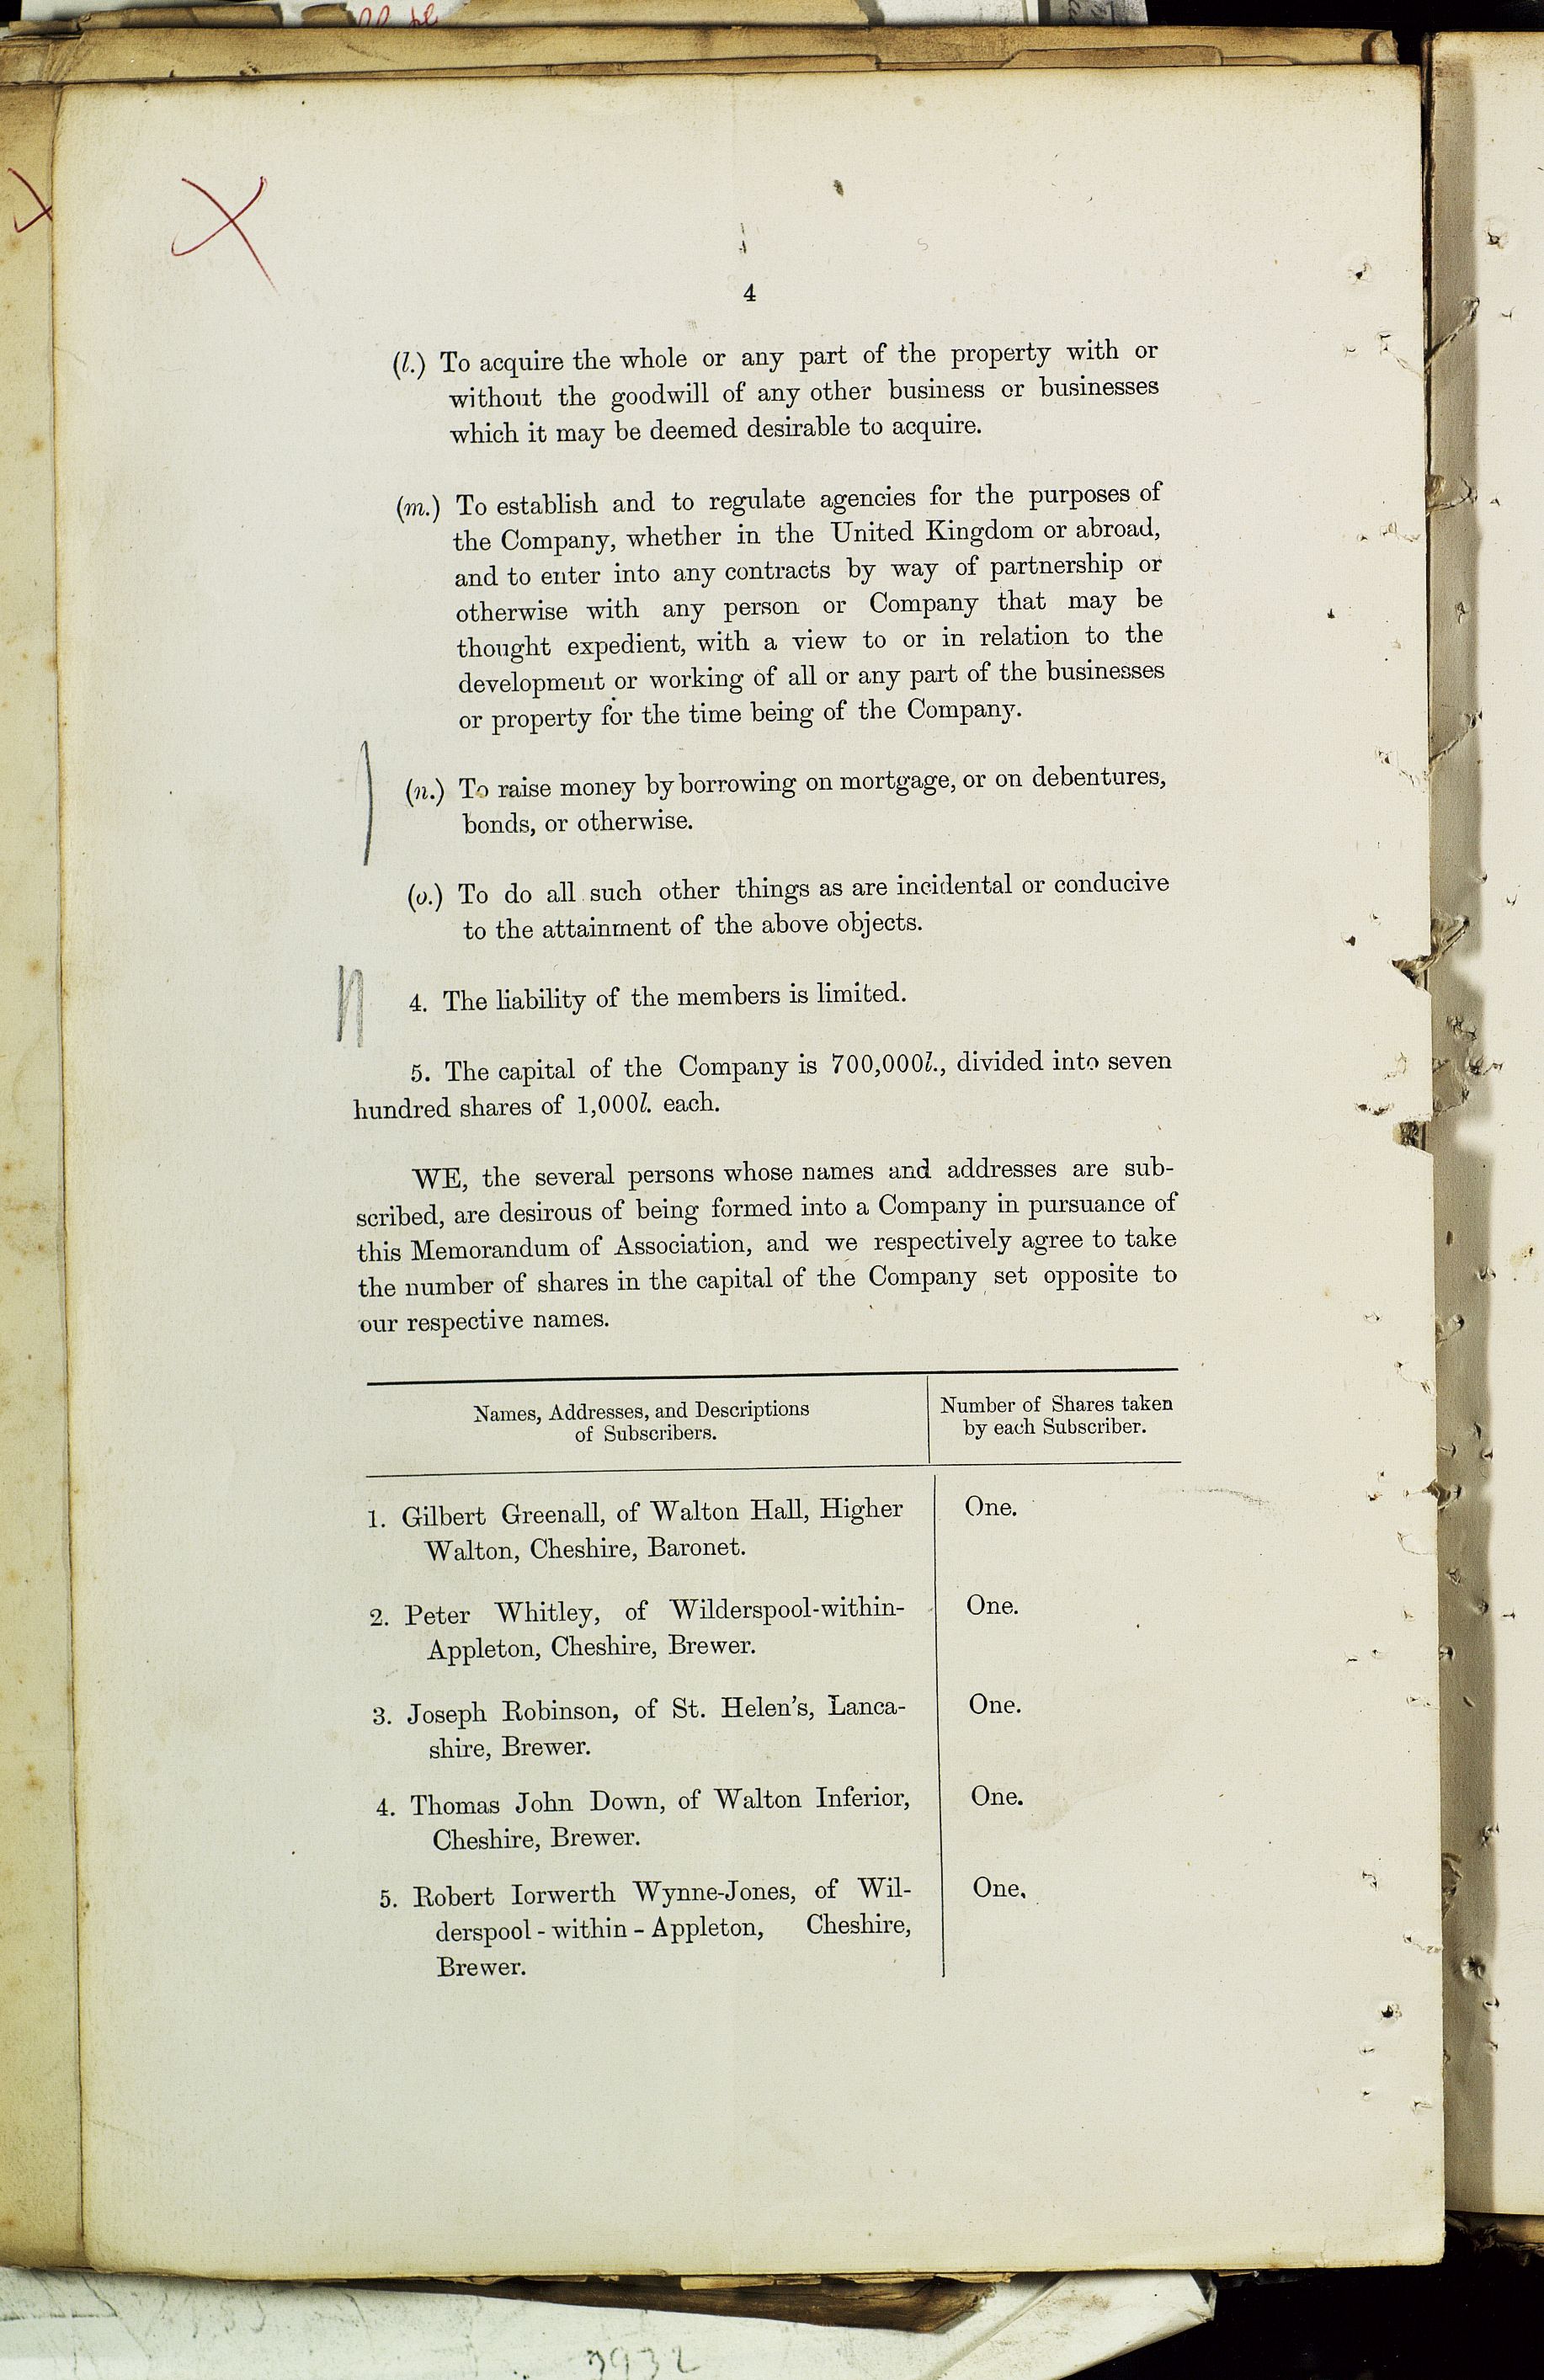 4
(l.) To acquire the whole or any part of the property with or
without the goodwill of any other business or businesses
which it may be deemed desirable to acquire.
(m.) To establish and to regulate agencies for the purposes of
the Company, whether in the United Kingdom or abroad,
and to enter into any contracts by way of partnership or
otherwise with any person or Company that may be
thought expedient, with a view to or in relation to the
development or working of all or any part of the businesses
or property for the time being of the Company.
(n.) To raise money by borrowing on mortgage, or on debentures,
bonds, or otherwise.
(o.) To do all such other things as are incidental or conducive
to the attainment of the above objects.
4. The liability of the members is limited.
5. The capital of the Company is 700,000l., divided into seven
hundred shares of 1,000l. each.
WE, the several persons whose names and addresses are sub-
scribed, are desirous of being formed into a Company in pursuance of
this Memorandum of Association, and we respectively agree to take
the number of shares in the capital of the Company set opposite to
our respective names.
Names, Addresses, and Descriptions
of Subscribers.
Number of Shares taken
by each Subscriber.
1. Gilbert Greenall, of Walton Hall, Higher
Walton, Cheshire, Baronet.
One.
2. Peter Whitley, of Wilderspool-within-
Appleton, Cheshire, Brewer.
One.
3. Joseph Robinson, of St. Helen's, Lanca-
shire, Brewer.
One.
4. Thomas John Down, of Walton Inferior,
Cheshire, Brewer.
One.
5. Robert Iorwerth Wynne-Jones, of Wil-
derspool-within-Appleton, Cheshire,
Brewer.
One.
3932